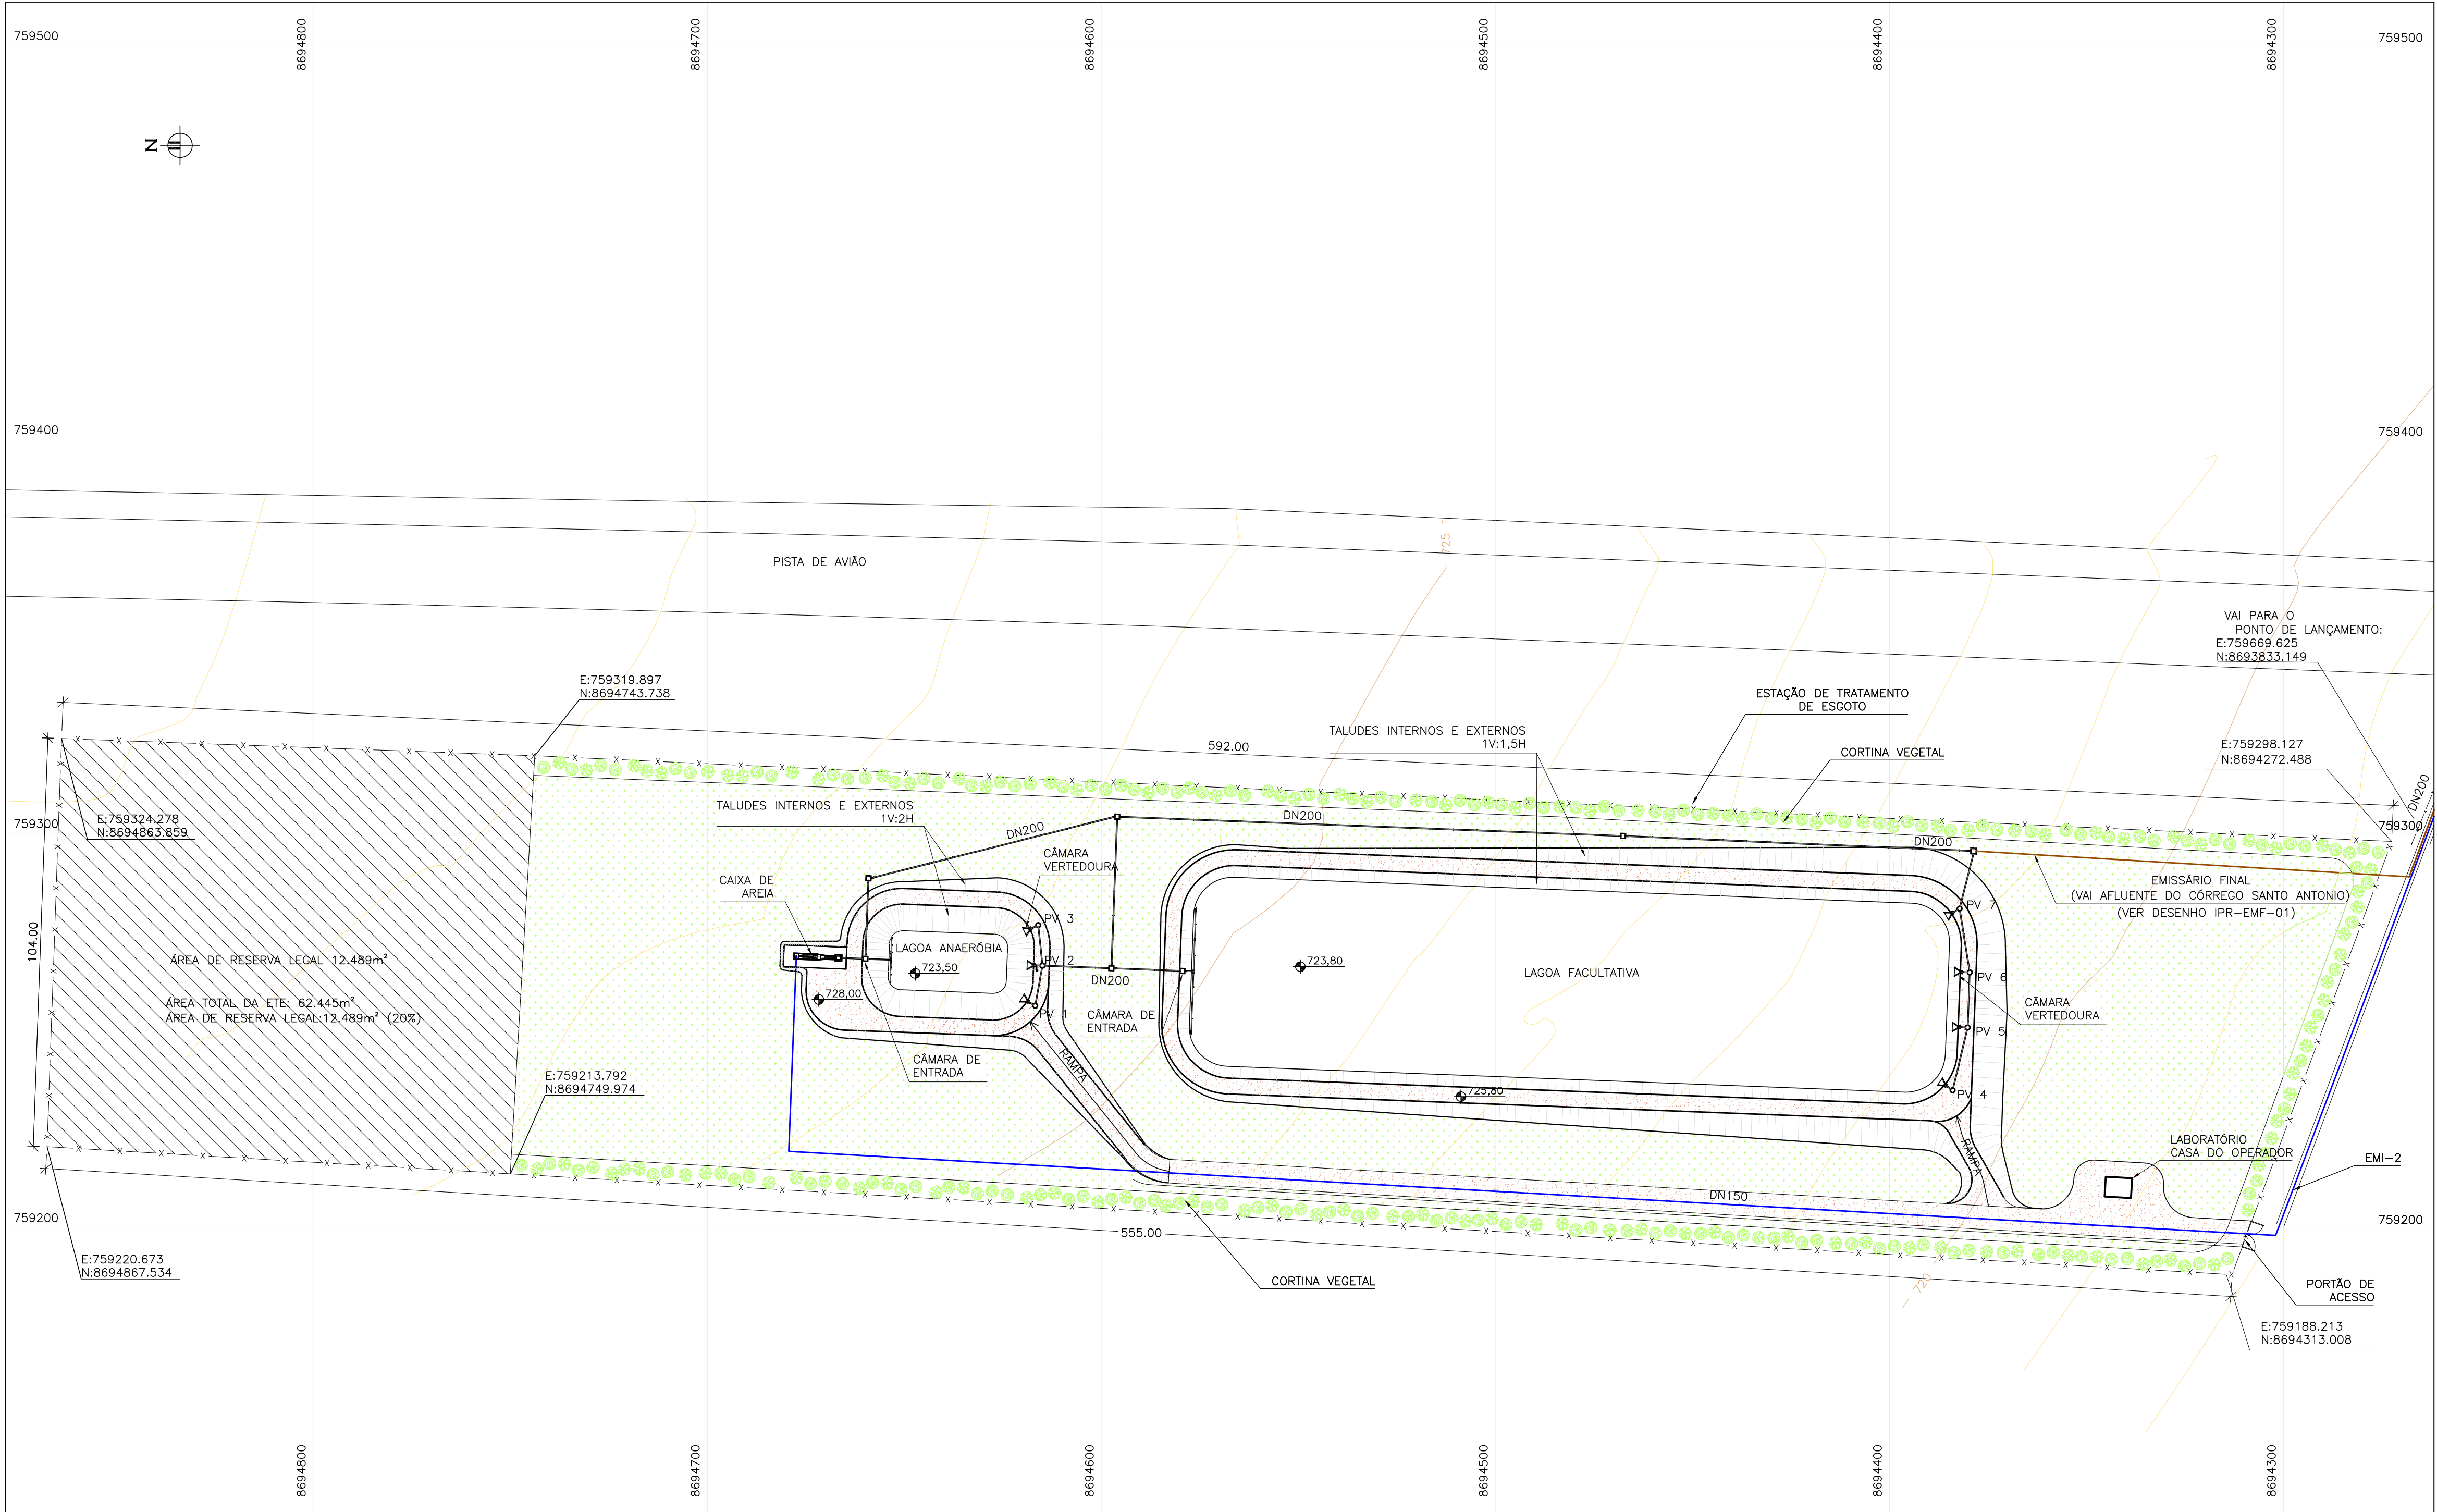 759500
8694800
8694700
8694600
8694500
8694400
8694300
759500
N
759400
759400
725
PISTA DE AVIÃO
VAI PARA O
PONTO DE LANÇAMENTO:
E:759669.625
N:8693833.149
E:759319.897
N:8694743.738
ESTAÇÃO DE TRATAMENTO
DE ESGOTO
TALUDES INTERNOS E EXTERNOS
1V:1,5H
592.00
CORTINA VEGETAL
E:759298.127
N:8694272.488
DN200
TALUDES INTERNOS E EXTERNOS
1V:2H
759300
E:759324.278
N:8694863.859
DN200
DN200
DN200
759300
CÂMARA
VERTEDOURA
CAIXA DE
AREIA
EMISSÁRIO FINAL
(VAI AFLUENTE DO CÓRREGO SANTO ANTONIO)
(VER DESENHO IPR-EMF-01)
PV 3
PV 7
LAGOA ANAERÓBIA
104.00
ÁREA DE RESERVA LEGAL 12.489m²
PV 2
723,50
723,80
LAGOA FACULTATIVA
PV 6
DN200
728,00
ÁREA TOTAL DA ETE: 62.445m²
ÁREA DE RESERVA LEGAL:12.489m² (20%)
PV 1
CÂMARA DE
ENTRADA
CÂMARA
VERTEDOURA
PV 5
RAMPA
CÂMARA DE
ENTRADA
E:759213.792
N:8694749.974
725,80
PV 4
RAMPA
LABORATÓRIO
CASA DO OPERADOR
EMI-2
DN150
759200
759200
555.00
E:759220.673
N:8694867.534
CORTINA VEGETAL
720
PORTÃO DE
ACESSO
E:759188.213
N:8694313.008
8694800
8694700
8694600
8694500
8694400
8694300